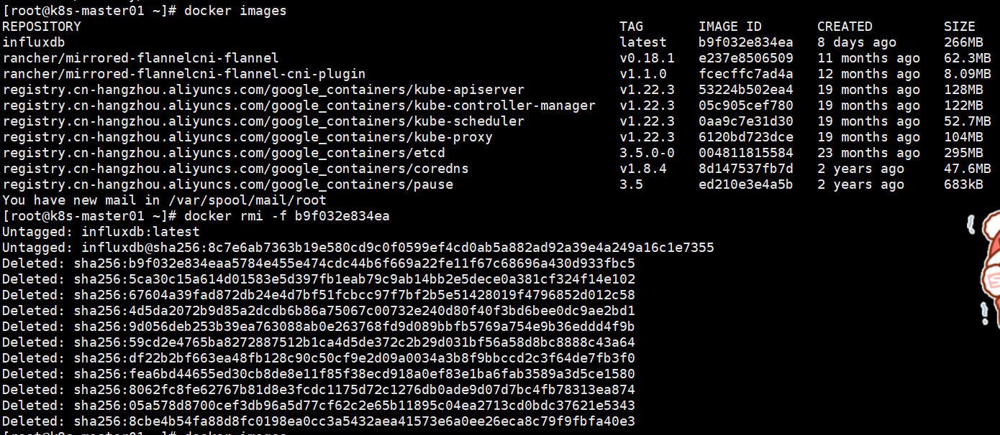 [root@k8s-master01 ~]# docker images
REPOSITORY TAG IMAGE ID CREATED SIZE
influxdb latest b9f032e834ea 8 days ago 266MB
rancher/mirrored-flannelcni-flannel v0.18.1 e237e8506509 11 months ago 62.3MB
rancher/mirrored-flannelcni-flannel-cni-plugin v1.1.0 fcecffc7ad4a 12 months ago 8.09MB
registry.cn-hangzhou.aliyuncs.com/google_containers/kube-apiserver v1.22.3 53224b502ea4 19 months ago 128MB
registry.cn-hangzhou.aliyuncs.com/google_containers/kube-controller-manager v1.22.3 05c905cef780 19 months ago 122MB
registry.cn-hangzhou.aliyuncs.com/google_containers/kube-scheduler v1.22.3 0aa9c7e31d30 19 months ago 52.7MB
registry.cn-hangzhou.aliyuncs.com/google_containers/kube-proxy v1.22.3 6120bd723dce 19 months ago 104MB
registry.cn-hangzhou.aliyuncs.com/google_containers/etcd 3.5.0-0 004811815584 23 months ago 295MB
registry.cn-hangzhou.aliyuncs.com/google_containers/coredns v1.8.4 8d147537fb7d 2 years ago 47.6MB
registry.cn-hangzhou.aliyuncs.com/google_containers/pause 3.5 ed210e3e4a5b 2 years ago 683kB
You have new mail in /var/spool/mail/root
[root@k8s-master01 ~]# docker rmi -f b9f032e834ea
Untagged: influxdb:latest
Untagged: influxdb@sha256:8c7e6ab7363b19e580cd9c0f0599ef4cd0ab5a882ad92a39e4a249a16c1e7355
Deleted: sha256:b9f032e834eaa5784e455e474cdc44b6f669a22fe11f67c68696a430d933fbc5
Deleted: sha256:5ca30c15a614d01583e5d397fb1eab79c9ab14bb2e5dece0a381cf324f14e102
Deleted: sha256:67604a39fad872db24e4d7bf51fcbcc97f7bf2b5e51428019f4796852d012c58
Deleted: sha256:4d5da2072b9d85a2dcdb6b86a75067c00732e240d80f40f3bd6bee0dc9ae2bd1
Deleted: sha256:9d056deb253b39ea763088ab0e263768fd9d089bbfb5769a754e9b36eddd4f9b
Deleted: sha256:59cd2e4765ba8272887512b1ca4d5de372c2b29d031bf56a58d8bc8888c43a64
Deleted: sha256:df22b2bf663ea48fb128c90c50cf9e2d09a0034a3b8f9bbccd2c3f64de7fb3f0
Deleted: sha256:fea6bd44655ed30cb8de8e11f85f38ecd918a0ef83e1ba6fab3589a3d5ce1580
Deleted: sha256:8062fc8fe62767b81d8e3fcdc1175d72c1276db0ade9d07d7bc4fb78313ea874
Deleted: sha256:05a578d8700cef3db96a5d77cf62c2e65b11895c04ea2713cd0bdc37621e5343
Deleted: sha256:8cbe4b54fa88d8fc0198ea0cc3a5432aea41573e6a0ee26eca8c79f9fbfa40e3
[root@k8s-master01 ~]# docker images